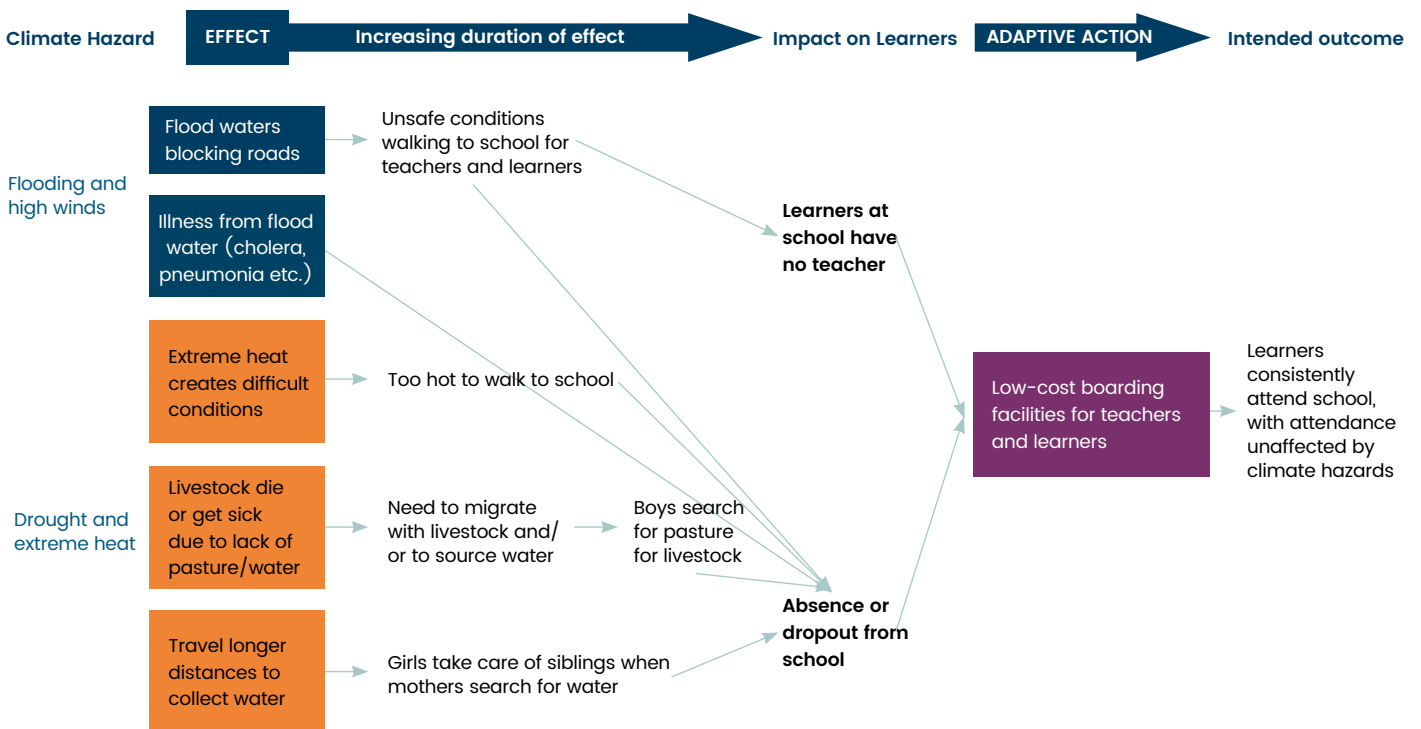 Climate Hazard
EFFECT
Increasing duration of effect
Impact on Learners
ADAPTIVE ACTION
Intended outcome
Flooding and
high winds
Flood waters
blocking roads
Unsafe conditions
walking to school for
teachers and learners
Illness from flood
water (cholera,
pneumonia etc.)
Learners at
school have
no teacher
Extreme heat
creates difficult
conditions
Too hot to walk to school
Drought and
extreme heat
Livestock die
or get sick
due to lack of
pasture/water
Need to migrate
with livestock and/
or to source water
Boys search
for pasture
for livestock
Travel longer
distances to
collect water
Girls take care of siblings when
mothers search for water
Absence or
dropout from
school
Low-cost boarding
facilities for teachers
and learners
Learners
consistently
attend school,
with attendance
unaffected by
climate hazards